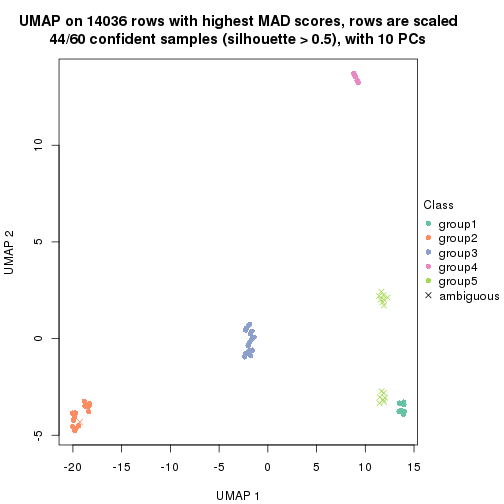 UMAP on 14036 rows with highest MAD scores, rows are scaled
44/60 confident samples (silhouette > 0.5), with 10 PCs
10
5
0
-5
UMAP 2
-20
-15
-10
-5
0
5
10
15
UMAP 1
Class
group1
group2
group3
group4
group5
ambiguous